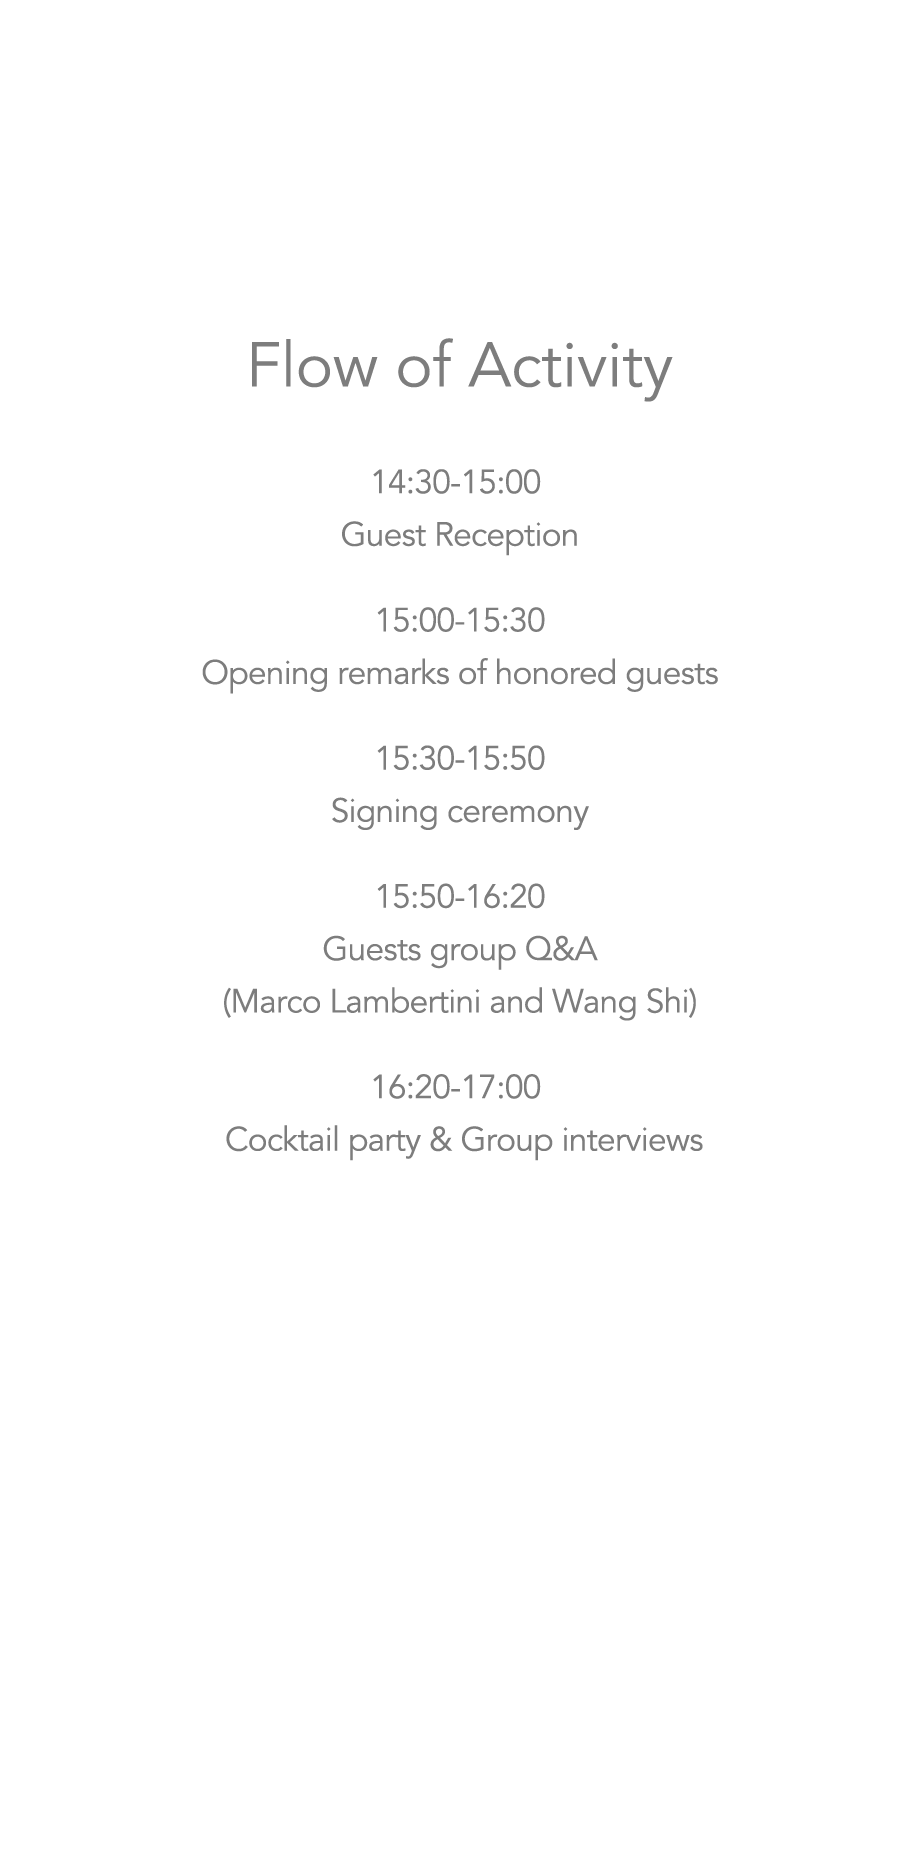 Flow of Activity
14:30-15:00
Guest Reception
15:00-15:30
Opening remarks of honored guests
15:30-15:50
Signing ceremony
15:50-16:20
Guests group Q&A
(Marco Lambertini and Wang Shi)
16:20-17:00
Cocktail party & Group interviews